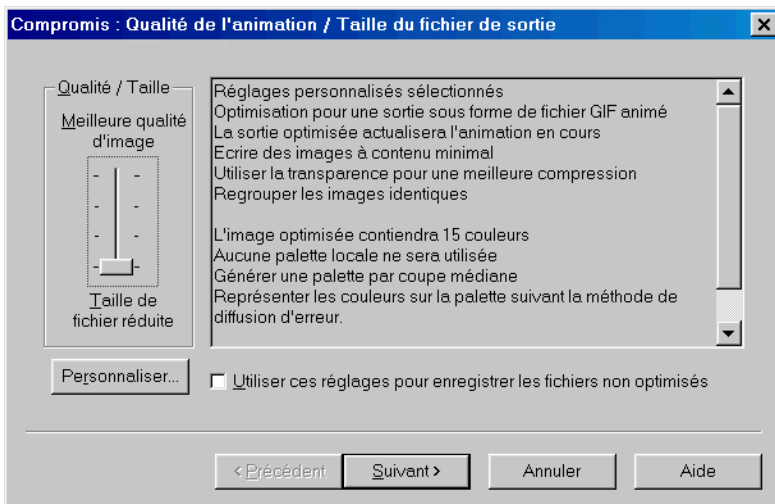 Compromis : Qualité de l'animation / Taille du fichier de sortie
Qualité / Taille
Meilleure qualité
d'image
Taille de
fichier réduite
Personnaliser...
Réglages personnalisés sélectionnés
Optimisation pour une sortie sous forme de fichier GIF animé
La sortie optimisée actualisera l'animation en cours
Ecrire des images à contenu minimal
Utiliser la transparence pour une meilleure compression
Regrouper les images identiques
L'image optimisée contiendra 15 couleurs
Aucune palette locale ne sera utilisée
Générer une palette par coupe médiane
Représenter les couleurs sur la palette suivant la méthode de
diffusion d'erreur.
Utiliser ces réglages pour enregistrer les fichiers non optimisés
< Précédent
Suivant >
Annuler
Aide